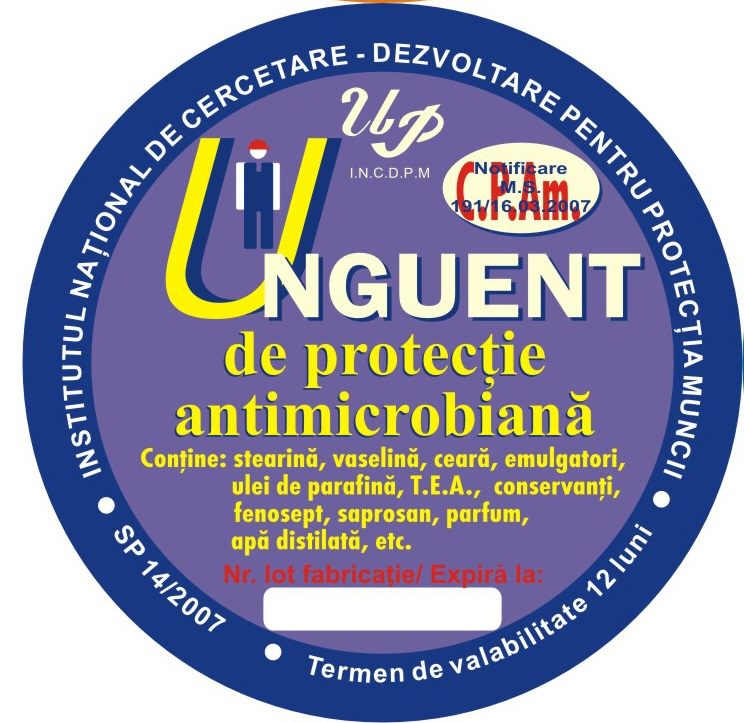 INSTITUTUL NAȚIONAL DE CERCETARE - DEZVOLTARE PENTRU PROTECȚIA MUNCII
I.N.C.D.P.M
C.P.Am.
Notificare
M.S.
191/16.03.2007
UNGUENT
de protecție
antimicrobiană
Conține: stearină, vaselină, ceară, emulgatori,
ulei de parafină, T.E.A., conservanți,
fenosept, saprosan, parfum,
apă distilată, etc.
Nr. lot fabricație/ Expiră la:
SP 14/2007
Termen de valabilitate 12 luni